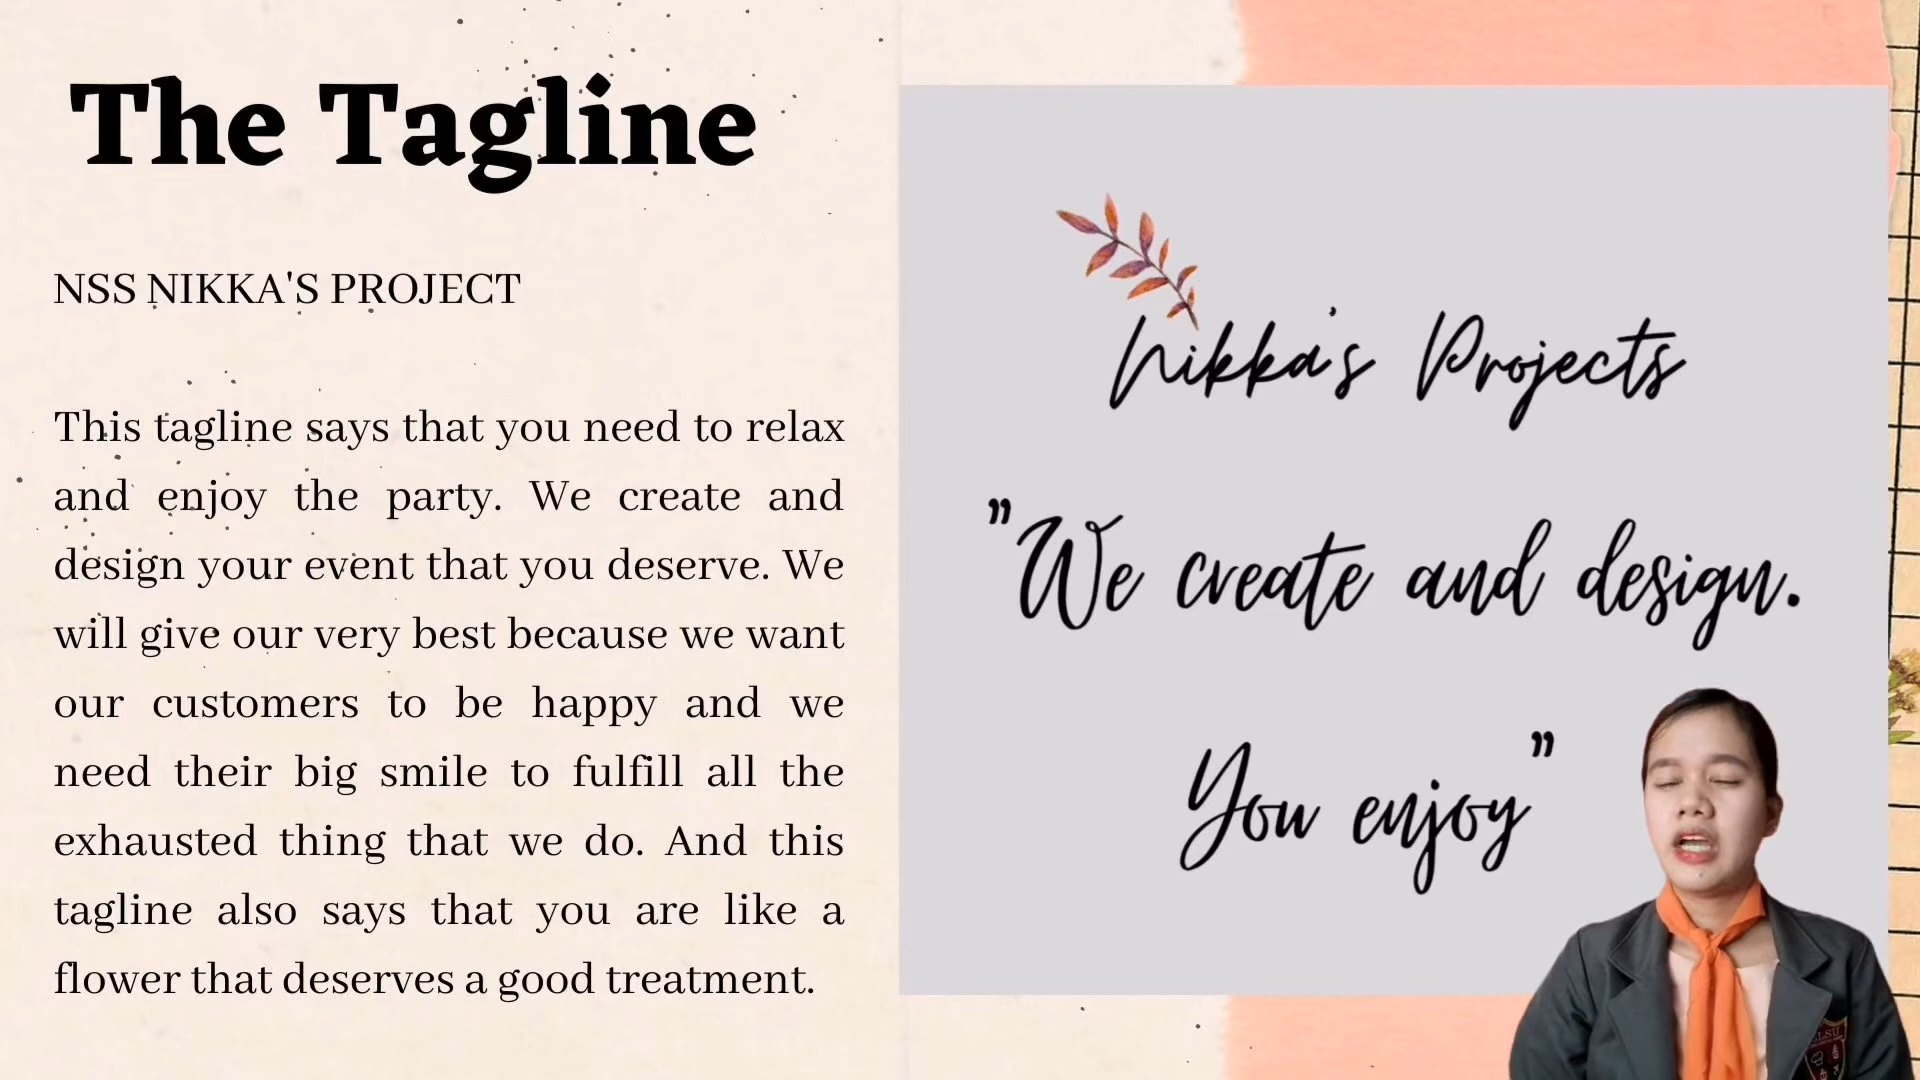 The Tagline
NSS NIKKA'S PROJECT
This tagline says that you need to relax
and enjoy the party. We create and
design your event that you deserve. We
will give our very best because we want
our customers to be happy and we
need their big smile to fulfill all the
exhausted thing that we do. And this
tagline also says that you are like a
flower that deserves a good treatment.
Nikka's Projects
"We create and design.
You enjoy"